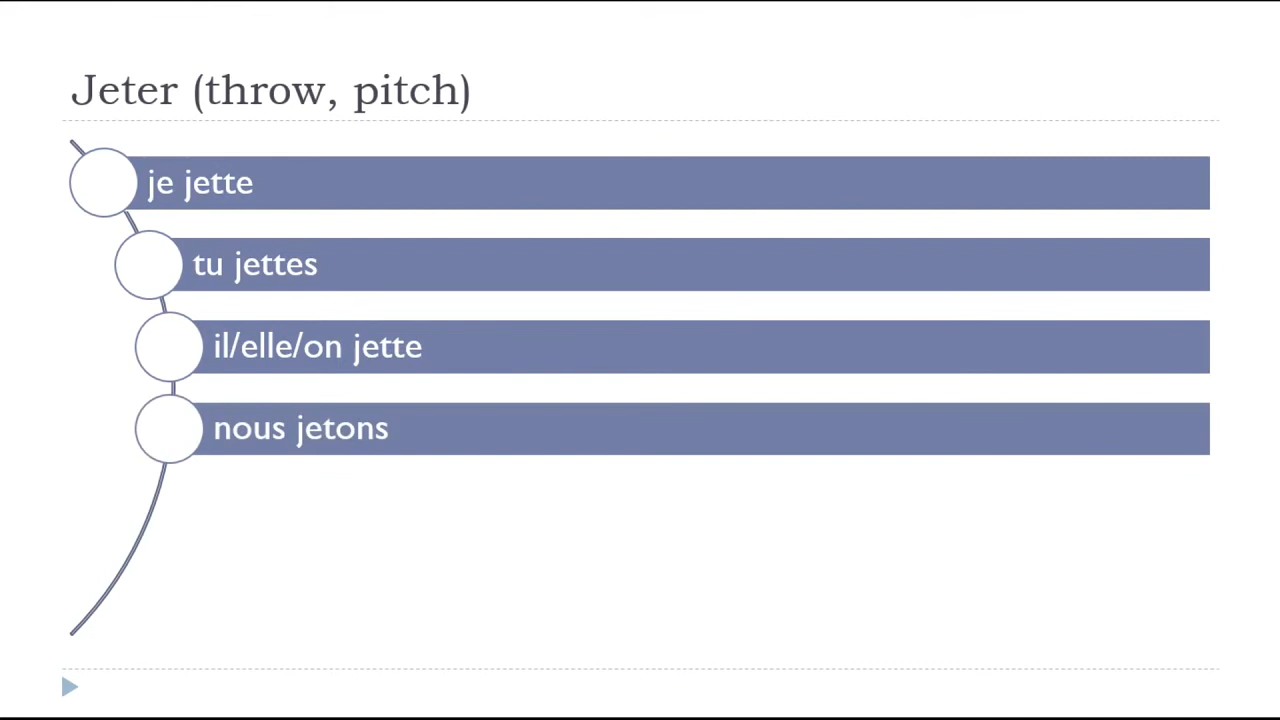 Jeter (throw, pitch)
je jette
tu jettes
il/elle/on jette
nous jetons